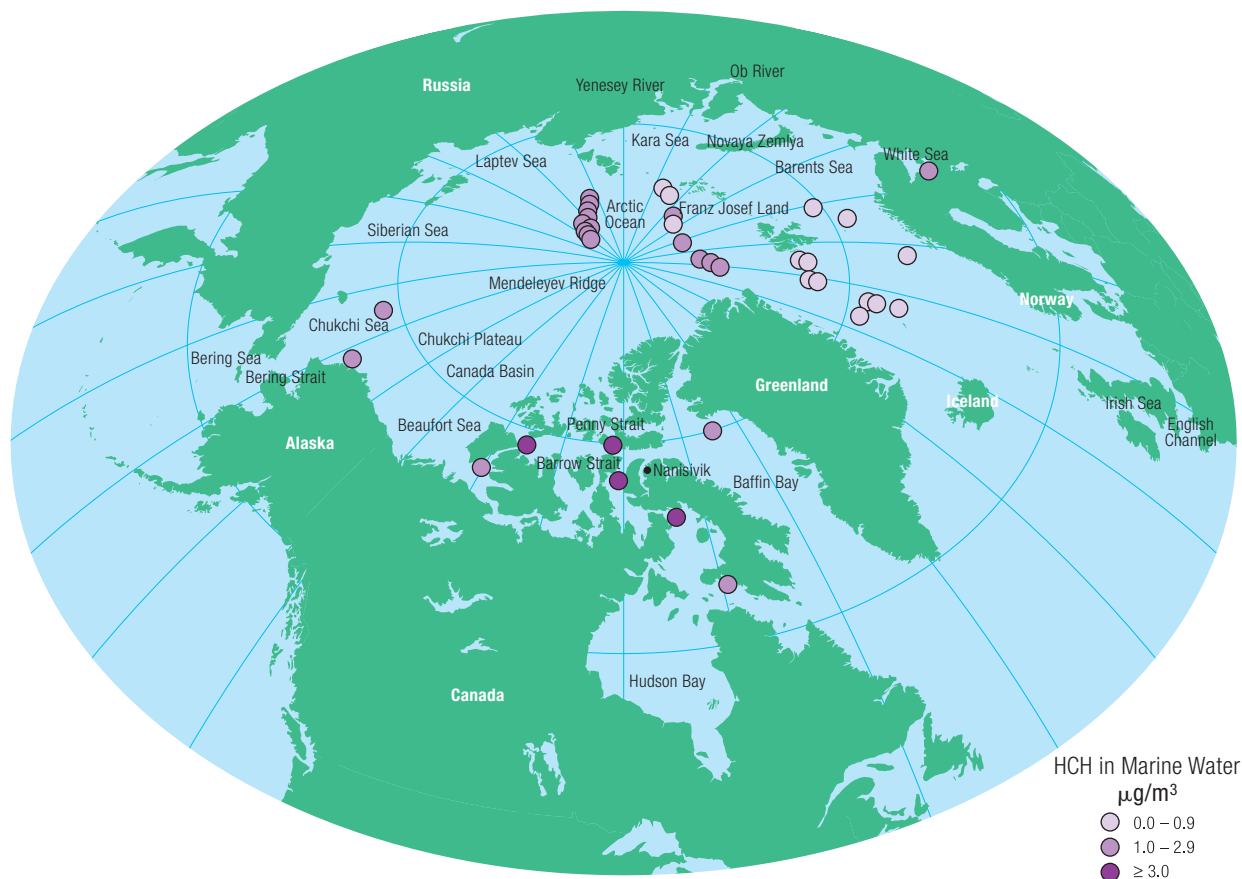 Russia
Yenesey River
Ob River
Kara Sea
Novaya Zemlya
White Sea
Laptev Sea
Barents Sea
Arctic
Ocean
Franz Josef Land
Siberian Sea
Mendeleyev Ridge
Norway
Chukchi Sea
Chukchi Plateau
Bering Sea
Bering Strait
Canada Basin
Greenland
Iceland
Irish Sea
English
Channel
Beaufort Sea
Penny Strait
Alaska
Barrow Strait
Nanisivik
Baffin Bay
Hudson Bay
Canada
HCH in Marine Water
µg/m³
0.0 – 0.9
1.0 – 2.9
≥ 3.0